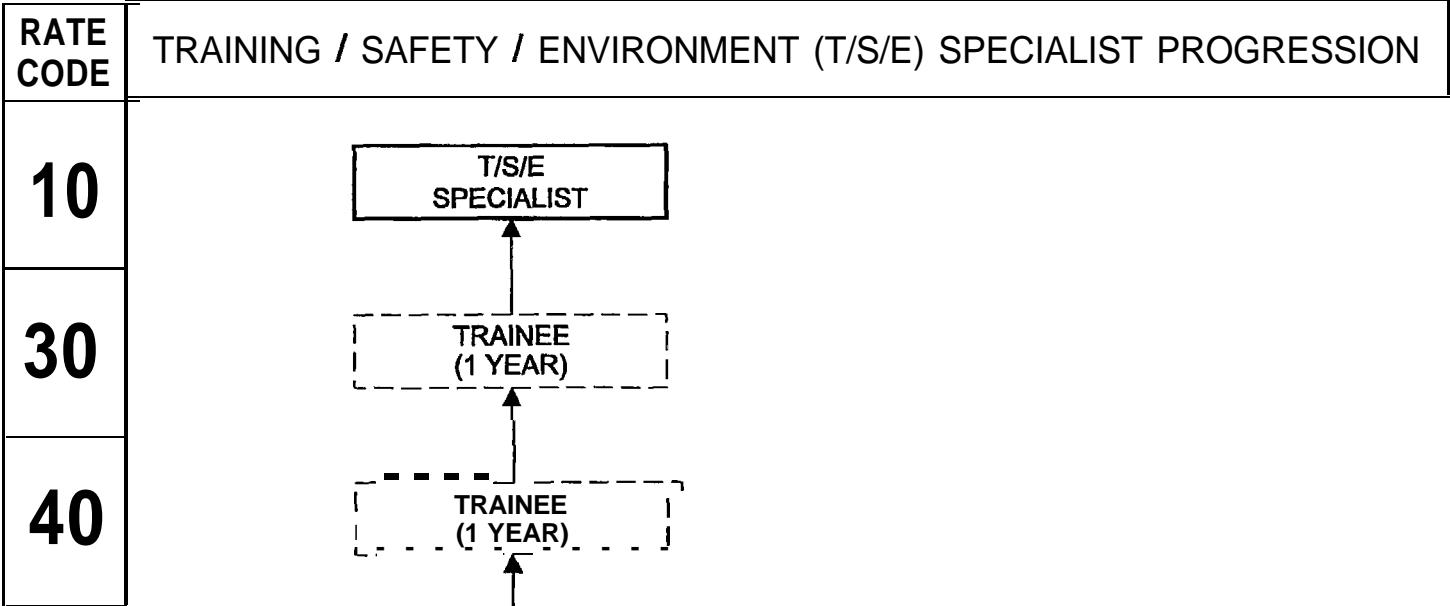 RATE
CODE
TRAINING / SAFETY / ENVIRONMENT (T/S/E) SPECIALIST PROGRESSION
10
T/S/E
SPECIALIST
30
TRAINEE
(1 YEAR)
40
TRAINEE
(1 YEAR)